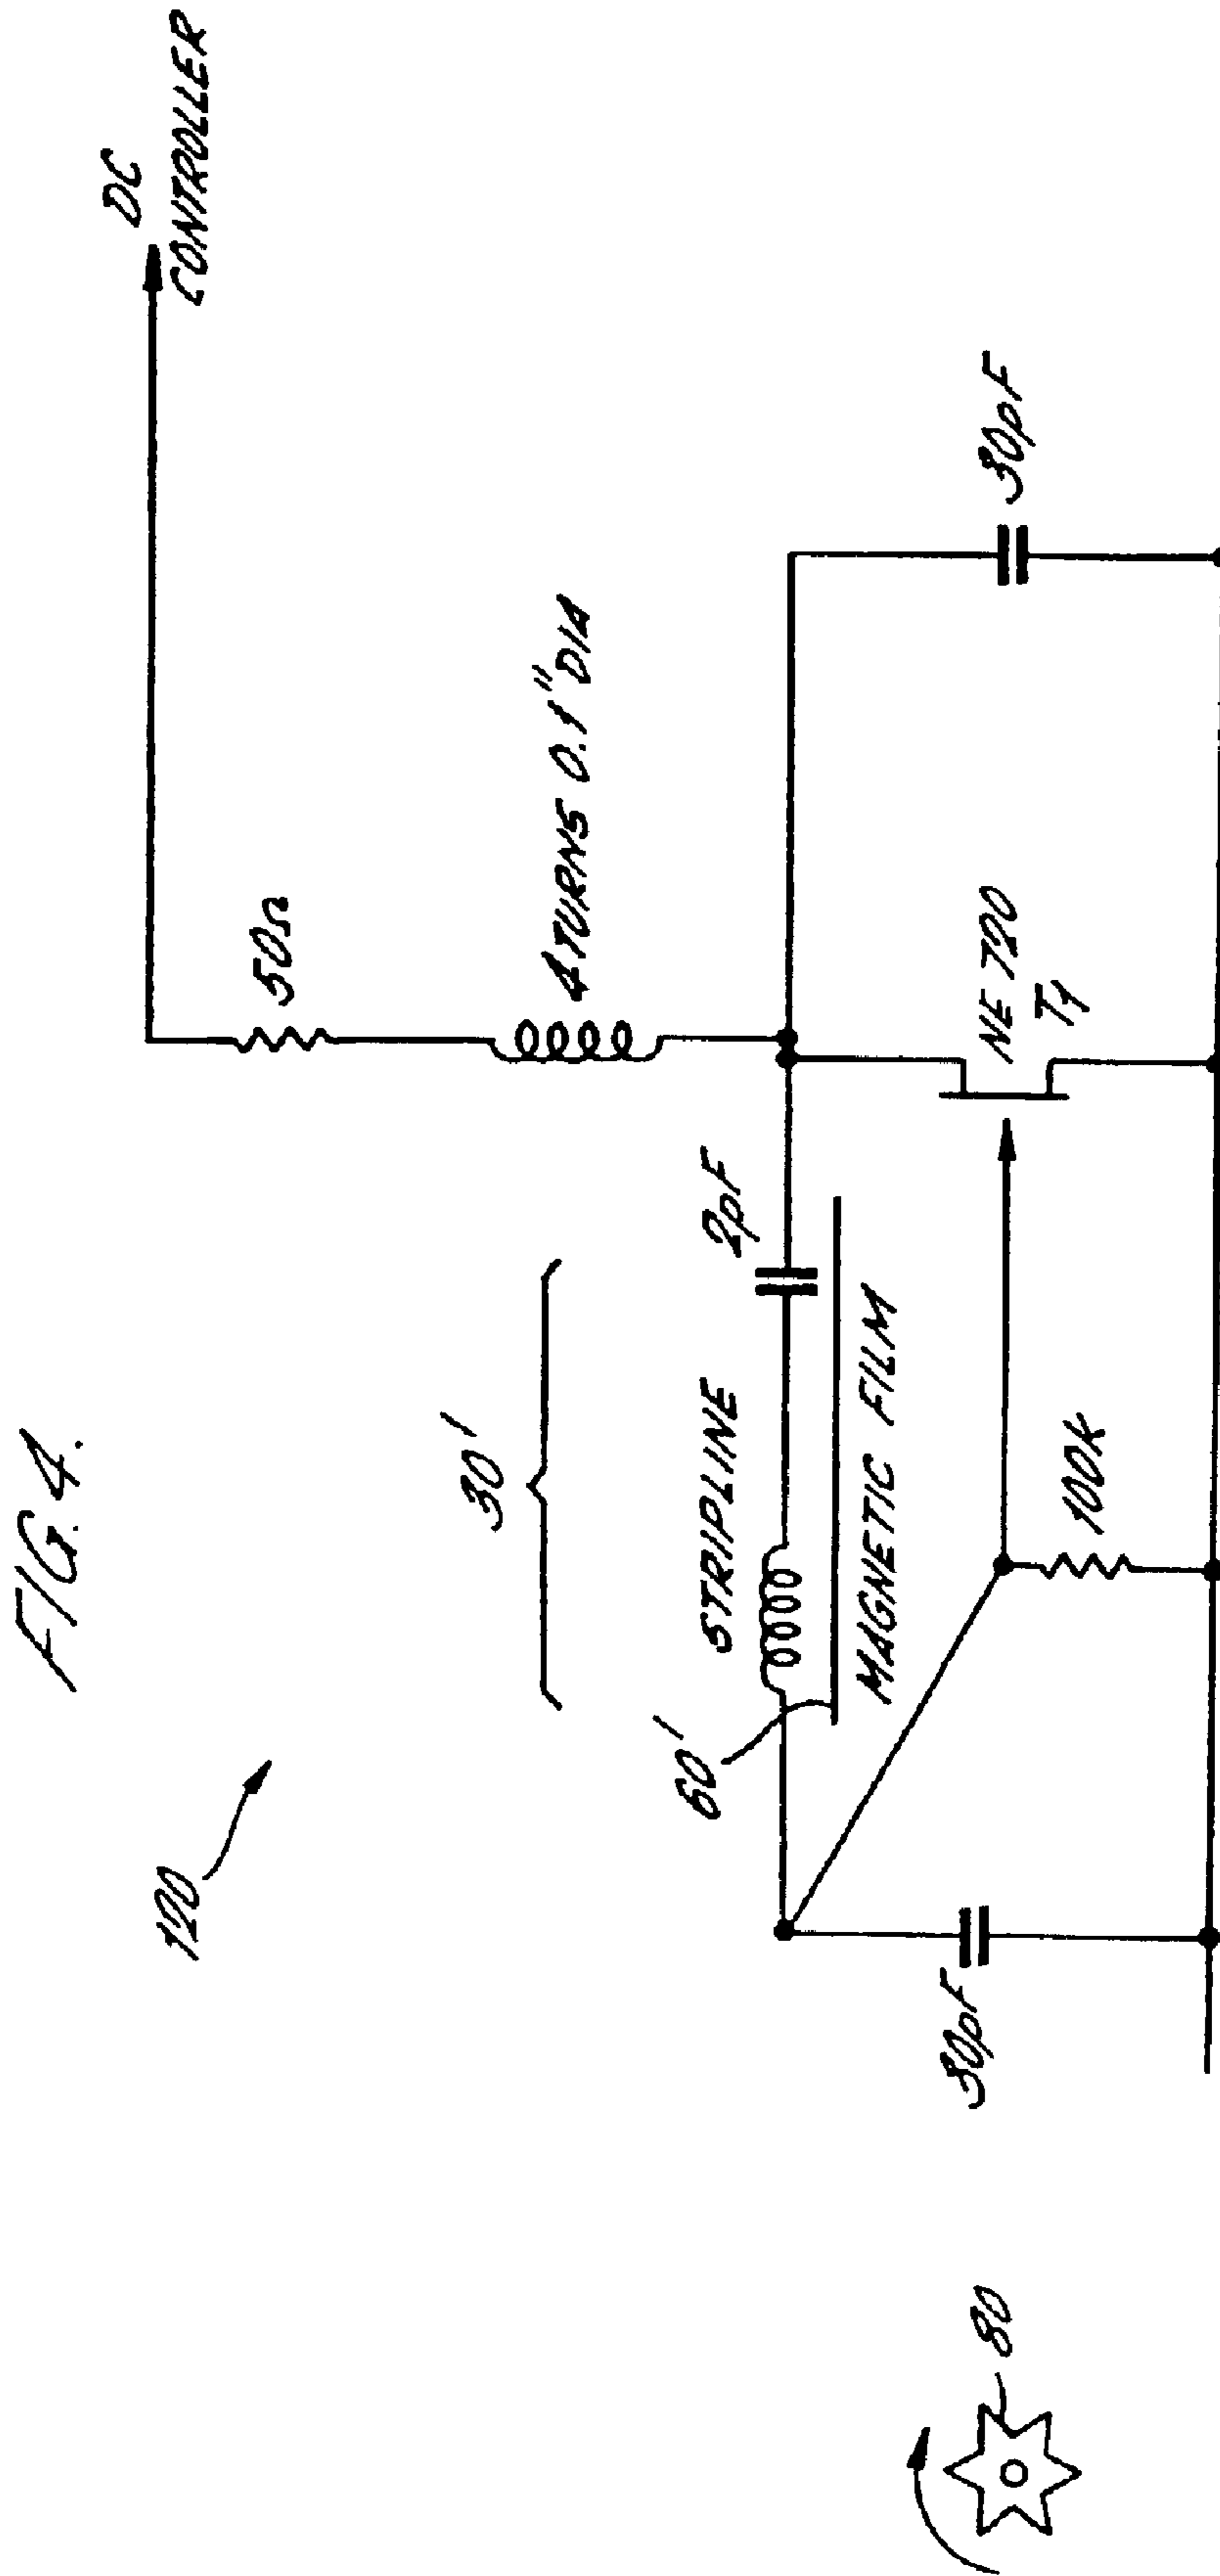 FIG. 4.
120
DC
CONTROLLER
50Ω
4 TURNS 0.1" DIA
30'
STRIPLINE
2pF
60'
MAGNETIC FILM
NE 720
T1
30pF
30pF
100K
80